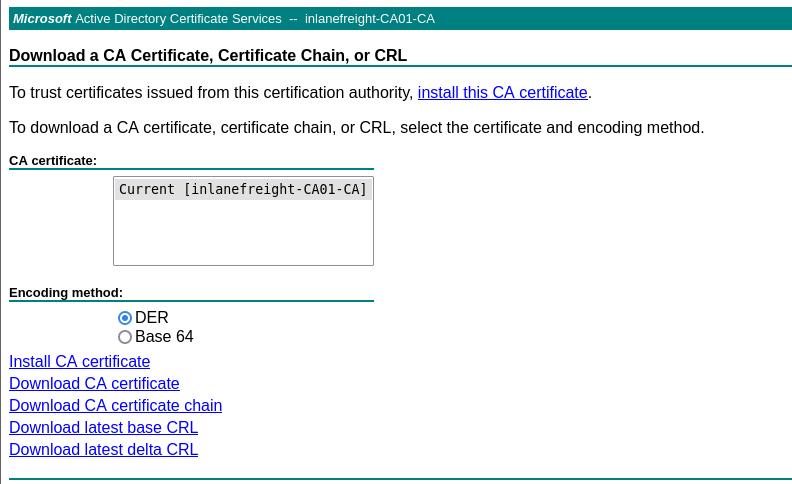 Microsoft Active Directory Certificate Services  --  inlanefreight-CA01-CA
Download a CA Certificate, Certificate Chain, or CRL
To trust certificates issued from this certification authority, install this CA certificate.
To download a CA certificate, certificate chain, or CRL, select the certificate and encoding method.
CA certificate:
Current [inlanefreight-CA01-CA]
Encoding method:
DER
Base 64
Install CA certificate
Download CA certificate
Download CA certificate chain
Download latest base CRL
Download latest delta CRL